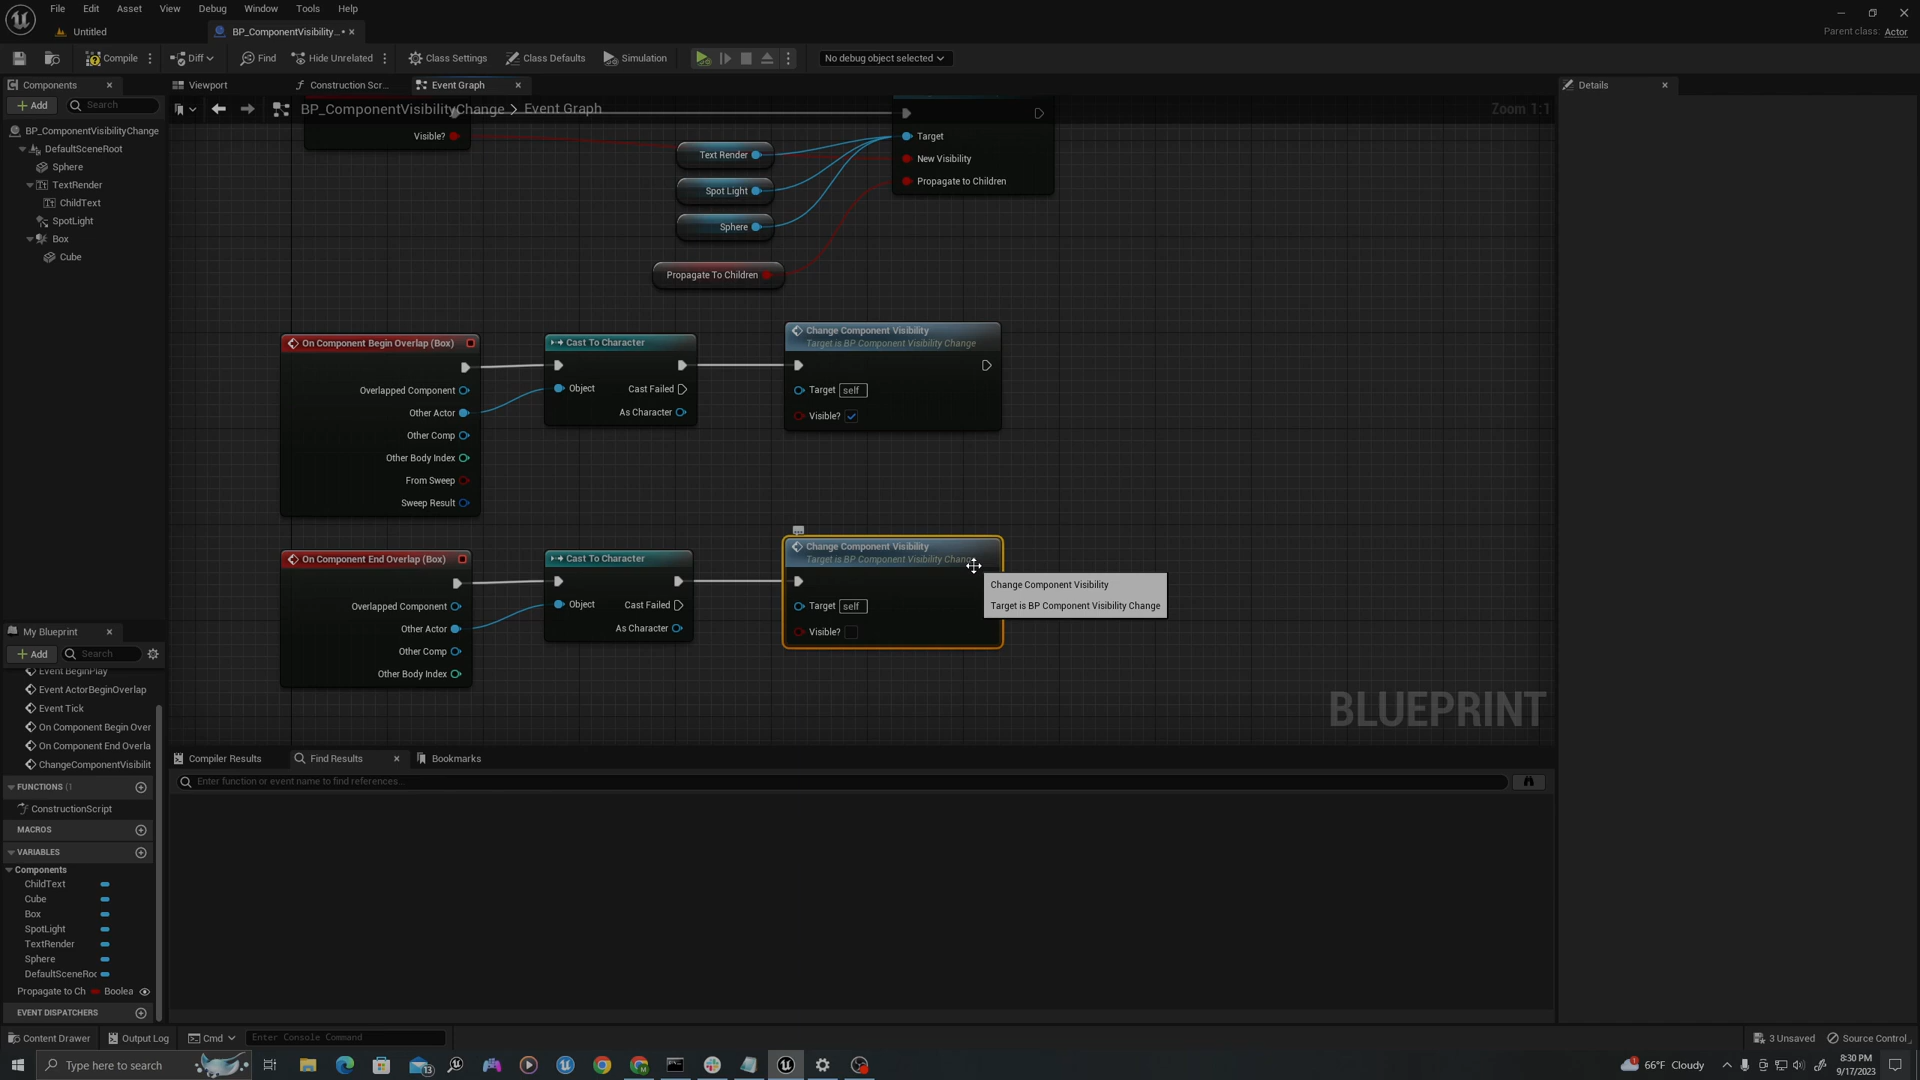 File Edit Asset View Debug Window Tools Help
Untitled BP_ComponentVisibility...•
Parent class: Actor
Compile Diff Find Hide Unrelated Class Settings Class Defaults Simulation No debug object selected
Components Viewport Construction Scr... Event Graph Details
Add Search BP_ComponentVisibilityChange > Event Graph Zoom 1:1
BP_ComponentVisibilityChange
DefaultSceneRoot
Sphere
TextRender
ChildText
SpotLight
Box
Cube
Visible?
Text Render
Spot Light
Sphere
Propagate To Children
Target
New Visibility
Propagate to Children
On Component Begin Overlap (Box)
Overlapped Component
Other Actor
Other Comp
Other Body Index
From Sweep
Sweep Result
Cast To Character
Object Cast Failed
As Character
Change Component Visibility
Target is BP Component Visibility Change
Target self
Visible?
On Component End Overlap (Box)
Overlapped Component
Other Actor
Other Comp
Other Body Index
Cast To Character
Object Cast Failed
As Character
Change Component Visibility
Target is BP Component Visibility Chang
Target self
Visible?
Change Component Visibility
Target is BP Component Visibility Change
BLUEPRINT
My Blueprint
Add Search
Event BeginPlay
Event ActorBeginOverlap
Event Tick
On Component Begin Over
On Component End Overla
ChangeComponentVisibilit
FUNCTIONS (1
ConstructionScript
MACROS
VARIABLES
Components
ChildText
Cube
Box
SpotLight
TextRender
Sphere
DefaultSceneRoo
Propagate to Ch Boolea
EVENT DISPATCHERS
Compiler Results Find Results Bookmarks
Enter function or event name to find references...
Content Drawer Output Log Cmd Enter Console Command 3 Unsaved Source Control
Type here to search 13 1 66°F Cloudy 8:30 PM
9/17/2023